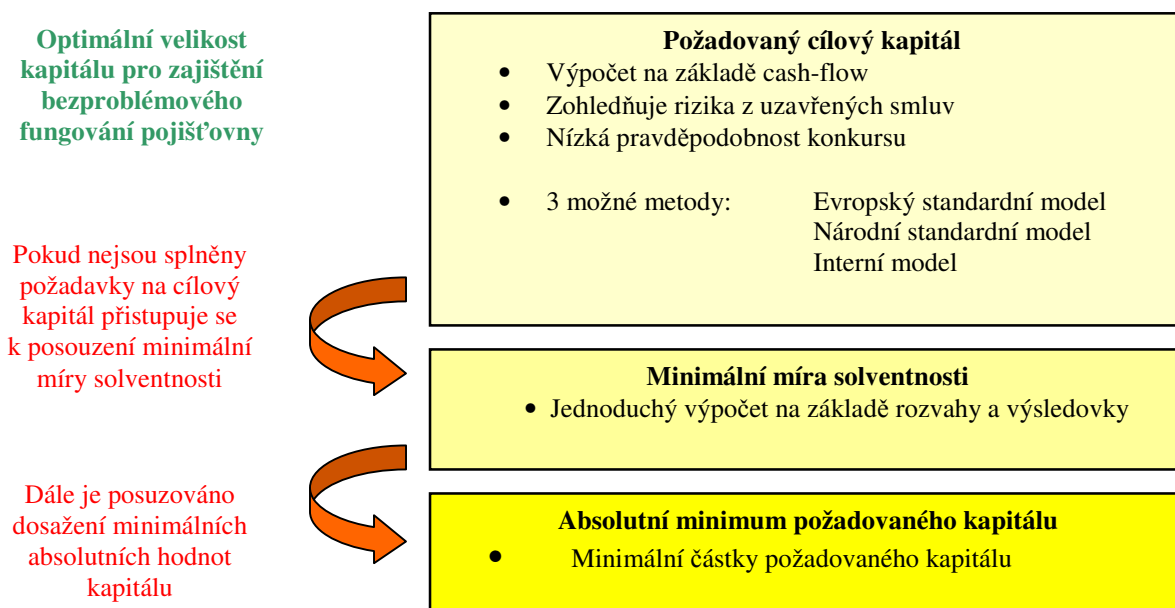 Optimální velikost
kapitálu pro zajištění
bezproblémového
fungování pojišťovny
Požadovaný cílový kapitál
• Výpočet na základě cash-flow
• Zohledňuje rizika z uzavřených smluv
• Nízká pravděpodobnost konkursu
• 3 možné metody: Evropský standardní model
Národní standardní model
Interní model
Pokud nejsou splněny
požadavky na cílový
kapitál přistupuje se
k posouzení minimální
míry solventnosti
Minimální míra solventnosti
• Jednoduchý výpočet na základě rozvahy a výsledovky
Dále je posuzováno
dosažení minimálních
absolutních hodnot
kapitálu
Absolutní minimum požadovaného kapitálu
• Minimální částky požadovaného kapitálu